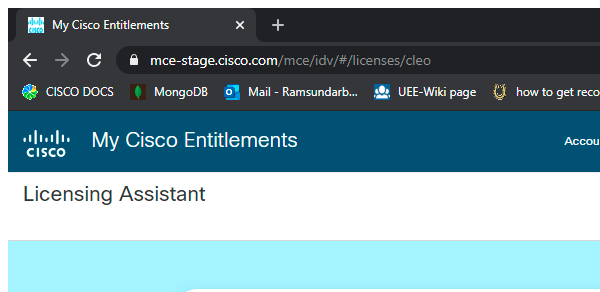 My Cisco Entitlements
mce-stage.cisco.com/mce/idv/#/licenses/cleo
CISCO DOCS MongoDB Mail - Ramsundarb... UEE-Wiki page how to get reco
CISCO My Cisco Entitlements Accou
Licensing Assistant